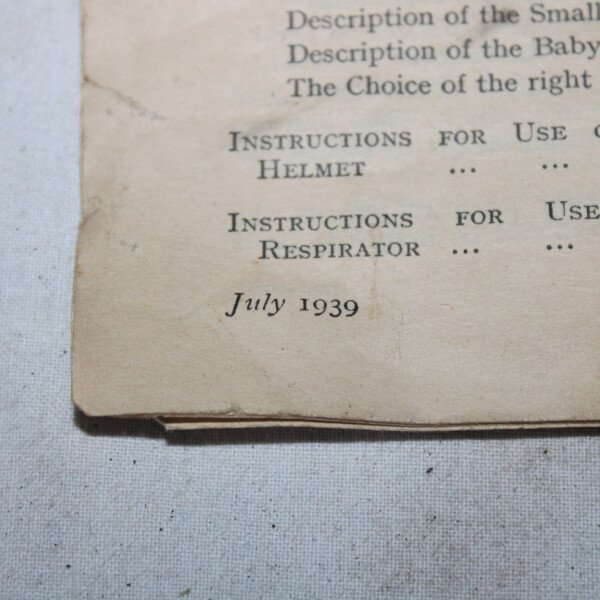 Description of the Small
Description of the Baby
The Choice of the right
INSTRUCTIONS FOR USE
HELMET ... ...
INSTRUCTIONS FOR USE
RESPIRATOR ... ...
July 1939